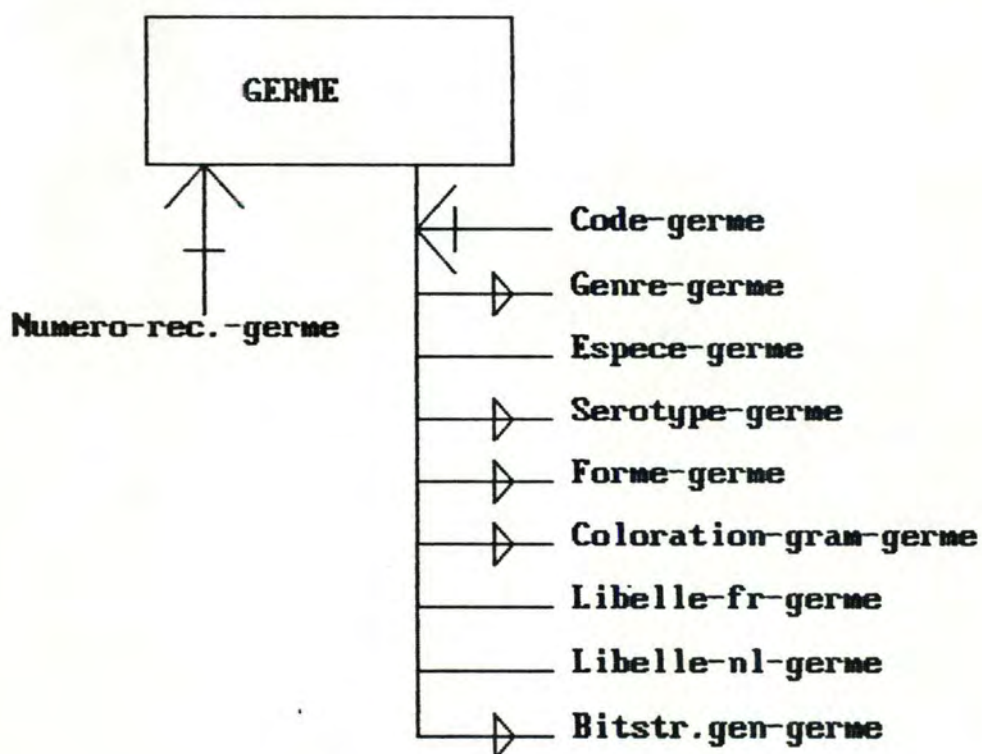 GERME
Code-germe
Genre-germe
Numero-rec.-germe
Espece-germe
Serotype-germe
Forme-germe
Coloration-gram-germe
Libelle-fr-germe
Libelle-nl-germe
Bitstr.gen-germe